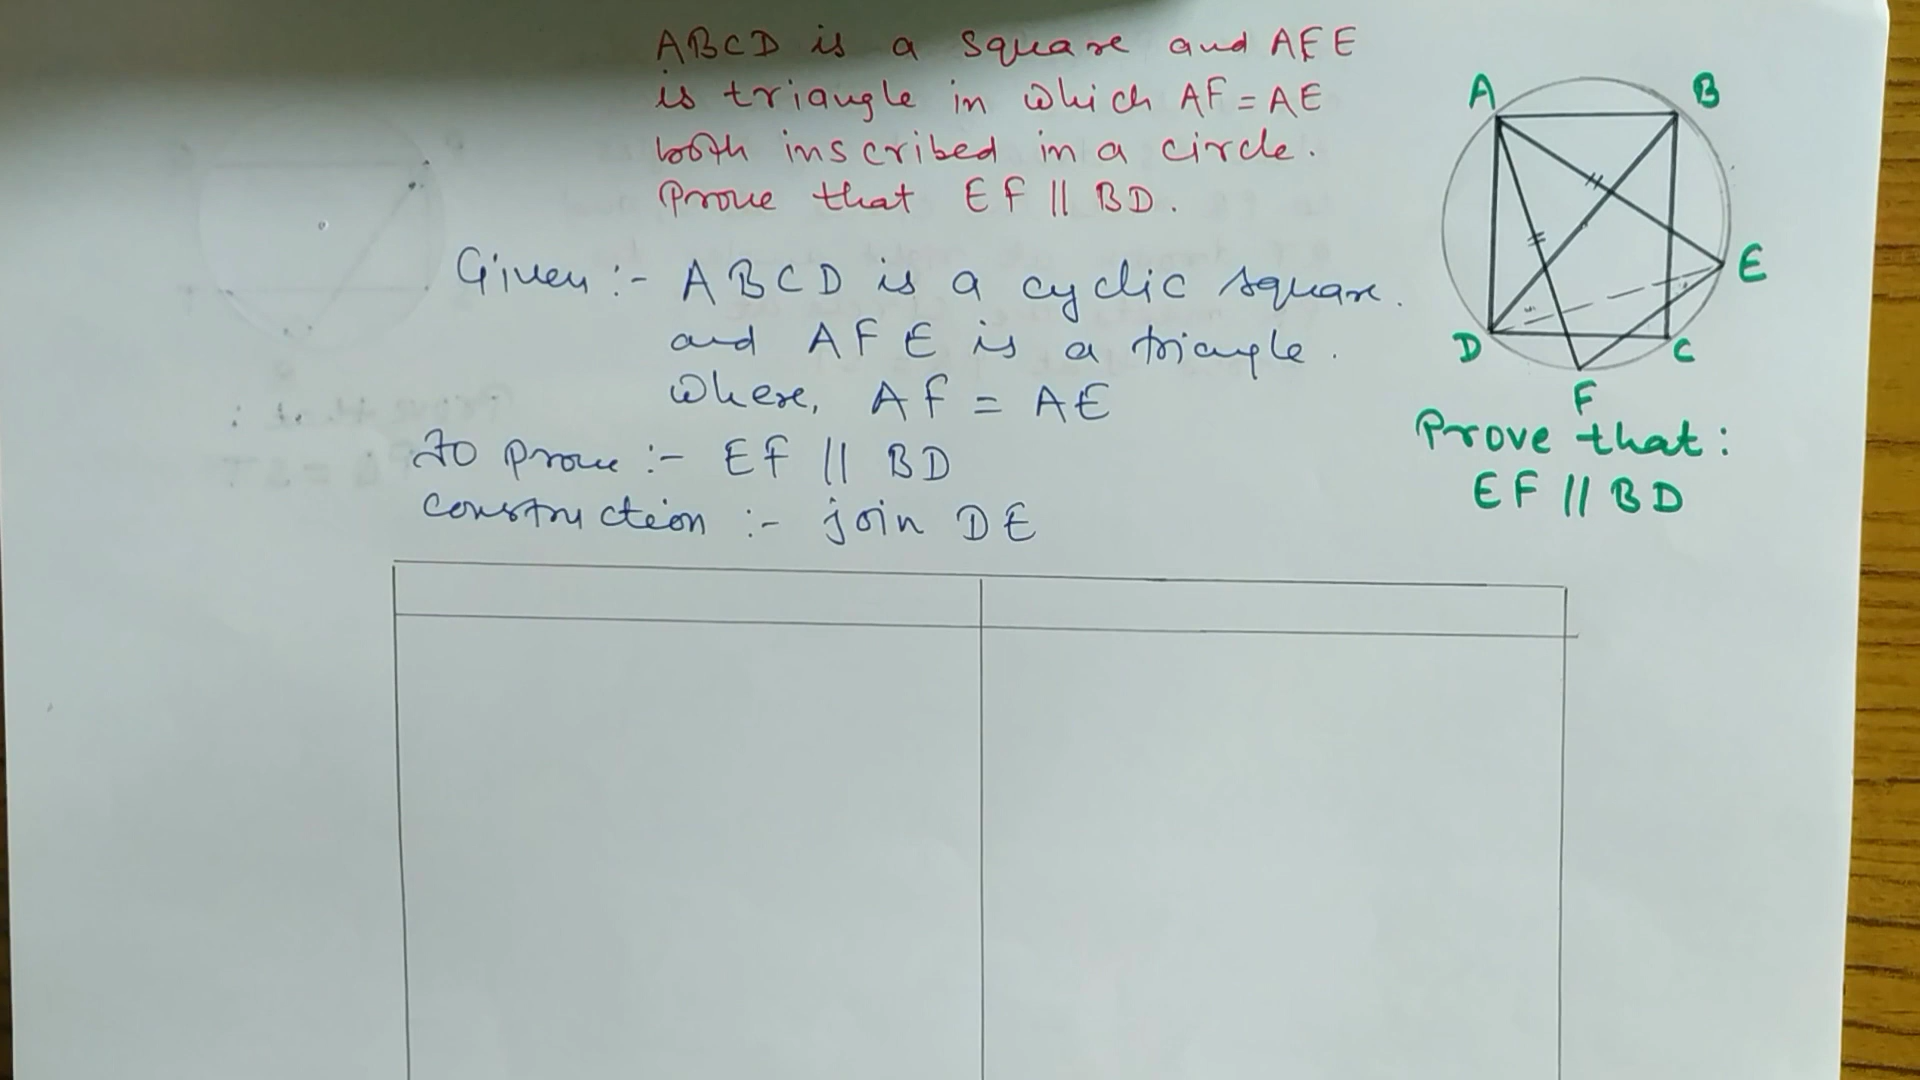 ABCD is a square and AFE
is triangle in which AF = AE
both inscribed in a circle.
Prove that EF || BD.
Given :- ABCD is a cyclic square.
and AFE is a triangle.
Where, AF = AE
To prove :- EF || BD
Construction :- join DE
A
B
E
D
C
F
Prove that:
EF || BD